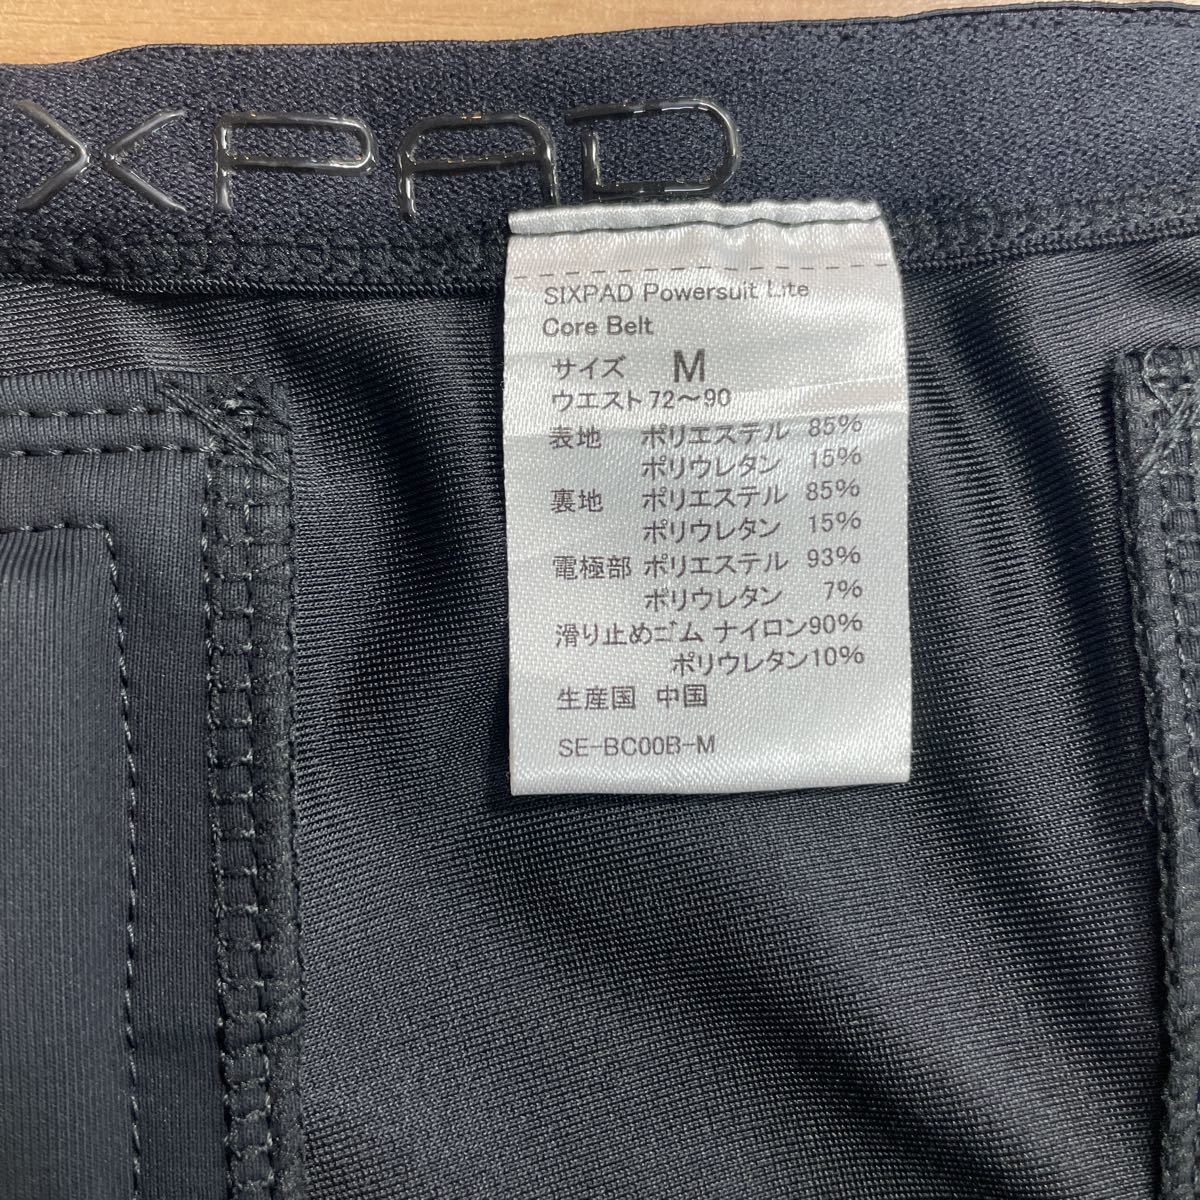 XPAD
SIXPAD Powersuit Lite
Core Belt
サイズ M
ウエスト 72～90
表地 ポリエステル 85%
ポリウレタン 15%
裏地 ポリエステル 85%
ポリウレタン 15%
電極部 ポリエステル 93%
ポリウレタン 7%
滑り止めゴム ナイロン90%
ポリウレタン10%
生産国 中国
SE-BC00B-M